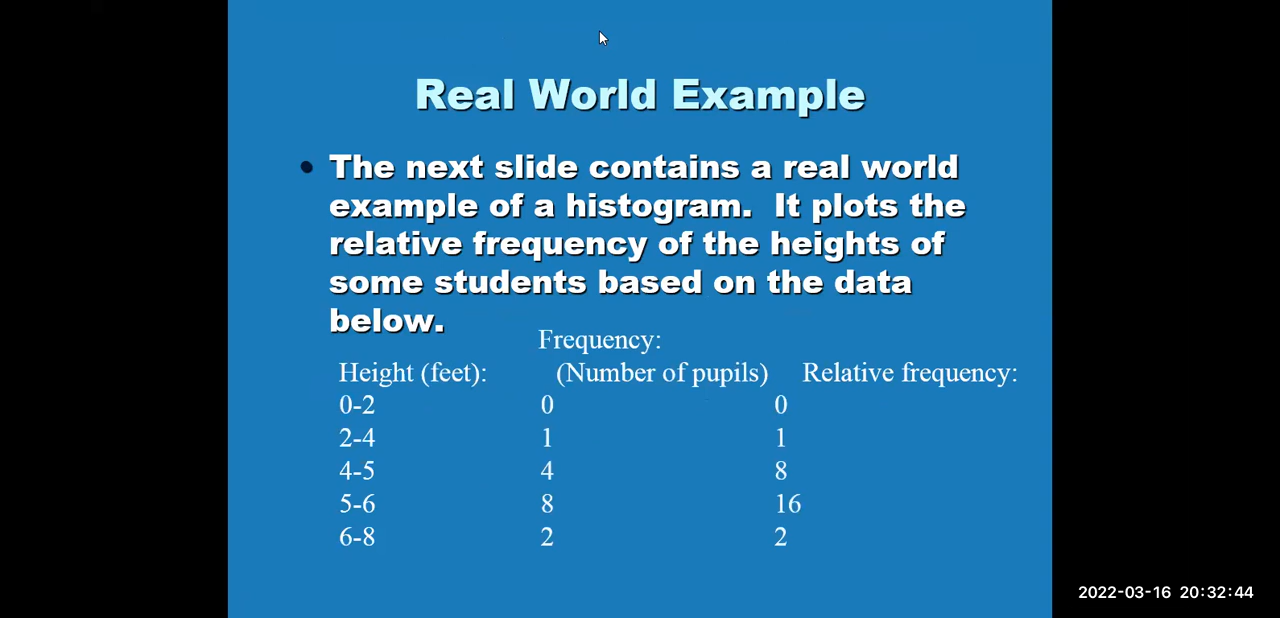 Real World Example
• The next slide contains a real world
example of a histogram. It plots the
relative frequency of the heights of
some students based on the data
below.
Frequency:
Height (feet): (Number of pupils) Relative frequency:
0-2 0 0
2-4 1 1
4-5 4 8
5-6 8 16
6-8 2 2
2022-03-16 20:32:44